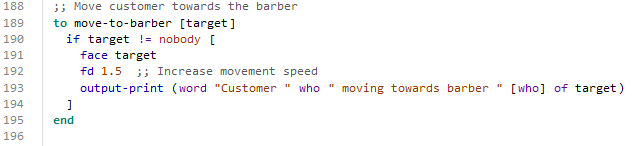 188 ;; Move customer towards the barber
189 to move-to-barber [target]
190 if target != nobody [
191 face target
192 fd 1.5 ;; Increase movement speed
193 output-print (word "Customer " who " moving towards barber " [who] of target)
194 ]
195 end
196